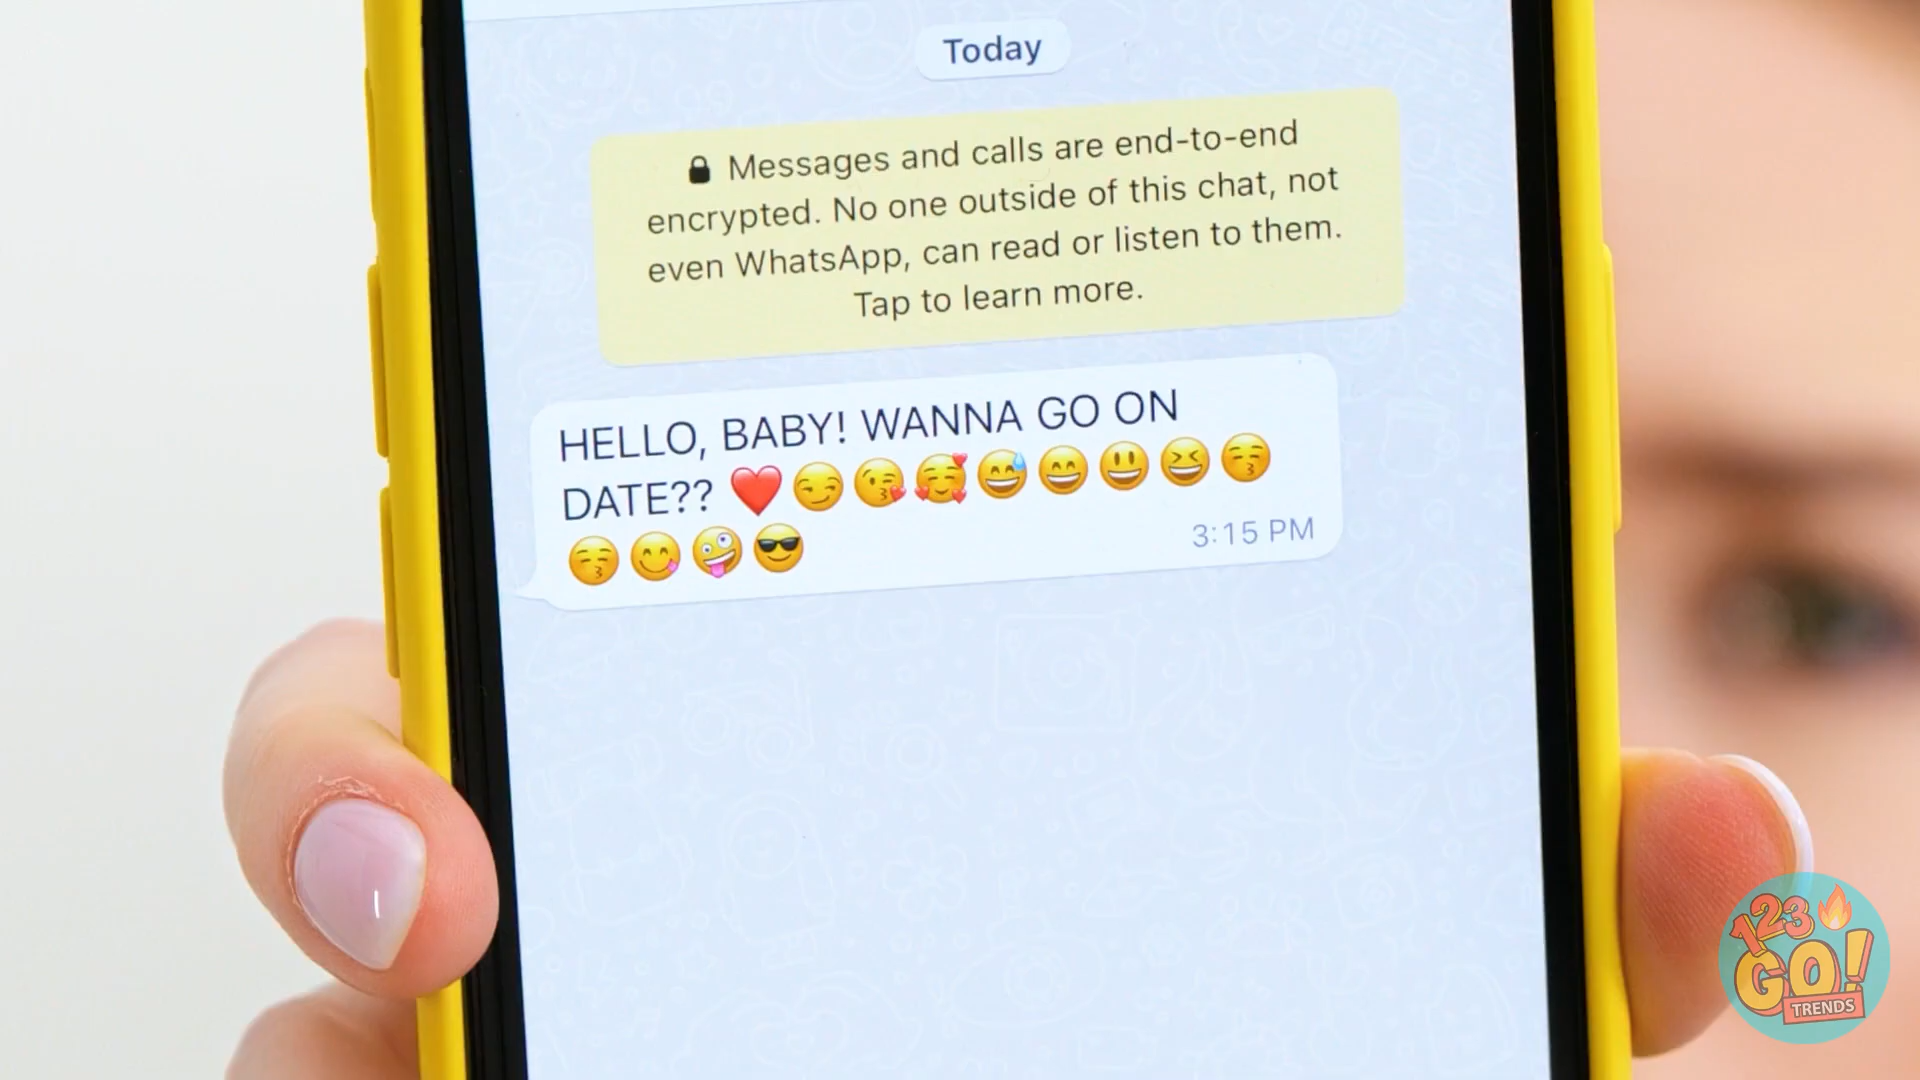 Today
🔒 Messages and calls are end-to-end
encrypted. No one outside of this chat, not
even WhatsApp, can read or listen to them.
Tap to learn more.
HELLO, BABY! WANNA GO ON
DATE?? ❤️😏😘🥰😅😄😃😆😚
😚😋🤪😎
3:15 PM
123
GO!
TRENDS